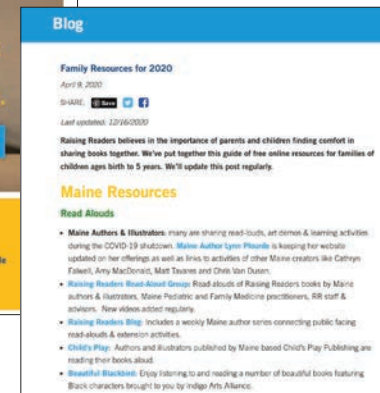 Blog
Family Resources for 2020
April 9, 2020
SHARE: Save
Last updated: 12/16/2020
Raising Readers believes in the importance of parents and children finding comfort in
sharing books together. We've put together this guide of free online resources for families of
children ages birth to 5 years. We'll update this post regularly.
Maine Resources
Read Alouds
• Maine Authors & Illustrators: many are sharing read-louds, art demos & learning activities
during the COVID-19 shutdown. Maine Author Lynn Plourde is keeping her website
updated on her offerings as well as links to activities of other Maine creators like Cathryn
Falwell, Amy MacDonald, Matt Tavares and Chris Van Dusen.
• Raising Readers Read-Aloud Group: Read alouds of Raising Readers books by Maine
authors & illustrators, Maine Pediatric and Family Medicine practitioners, RR staff &
advisors. New videos added regularly.
• Raising Readers Blog: Includes a weekly Maine author series connecting public facing
read-alouds & extension activities.
• Child's Play: Authors and illustrators published by Maine based Child's Play Publishing are
reading their books aloud.
• Beautiful Blackbird: Enjoy listening to and reading a number of beautiful books featuring
Black characters brought to you by Indigo Arts Alliance.